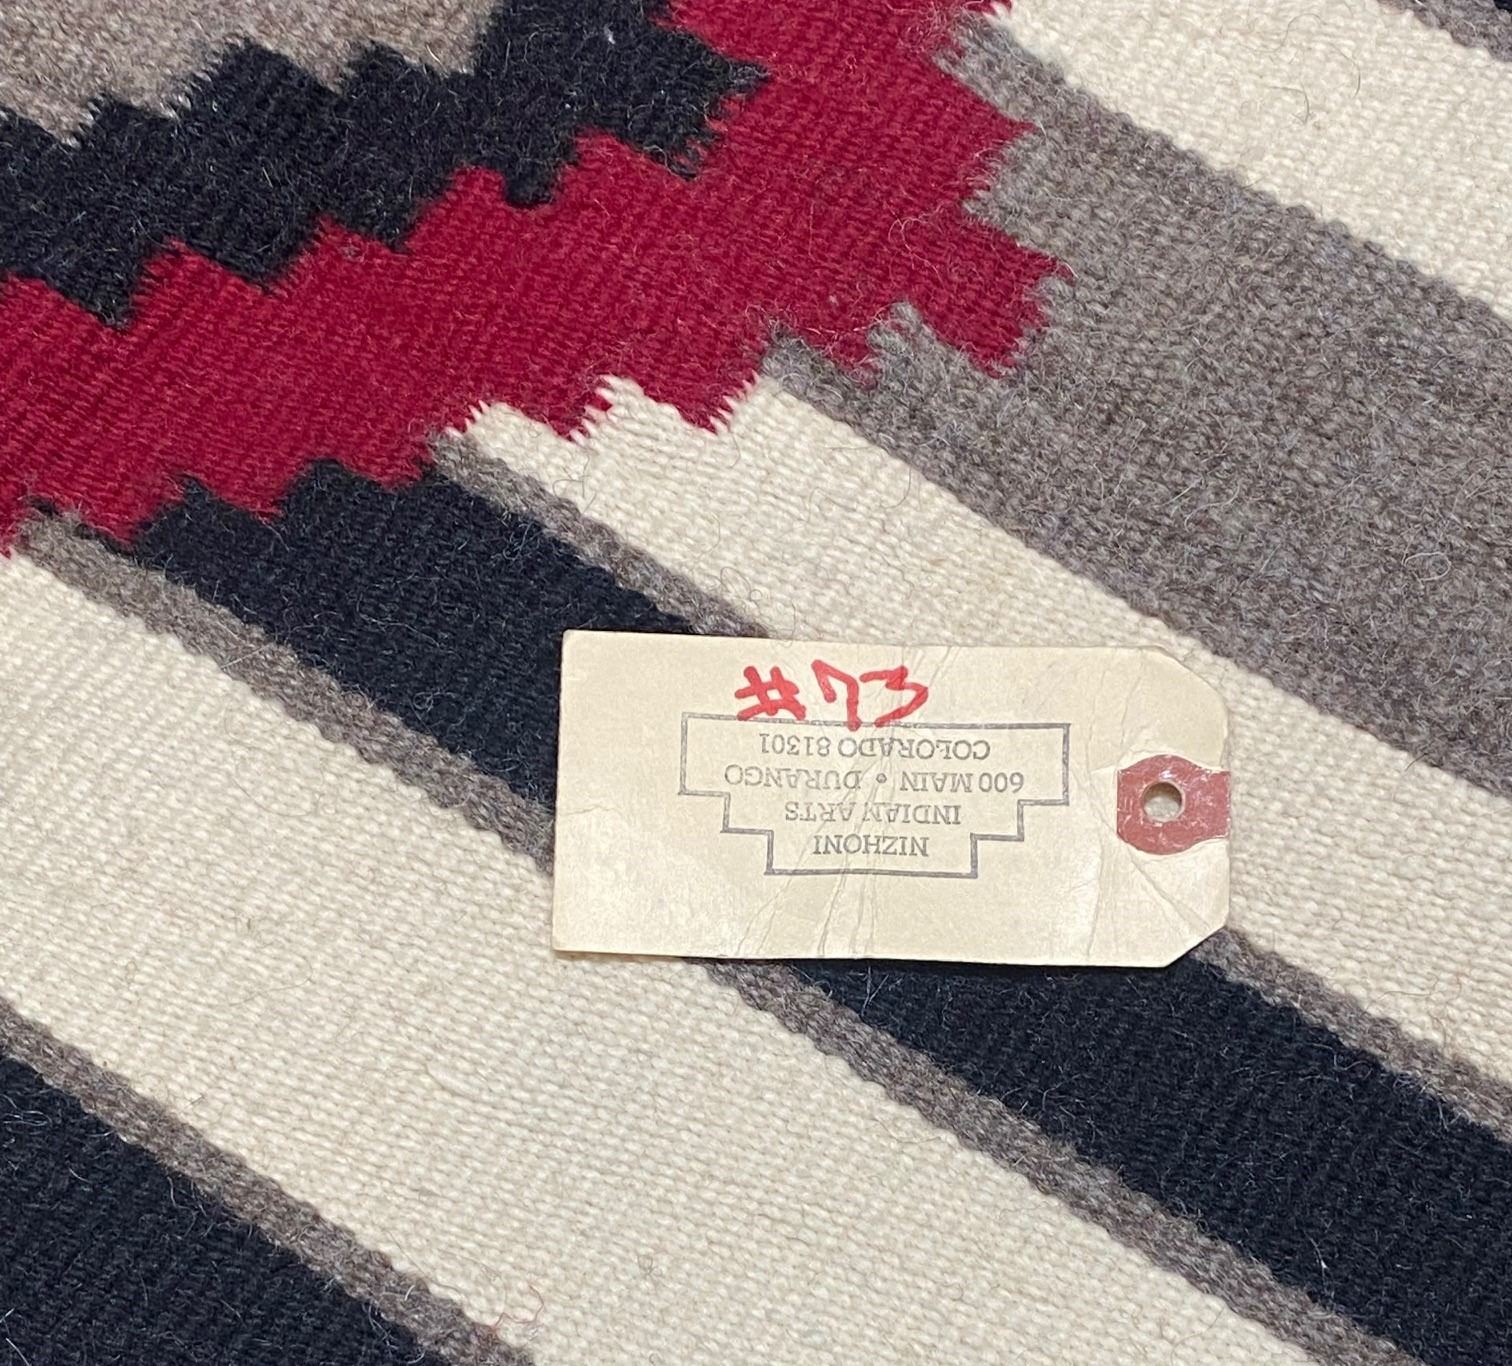 #73
NIZHONI
INDIAN ARTS
600 MAIN • DURANGO
COLORADO 81301